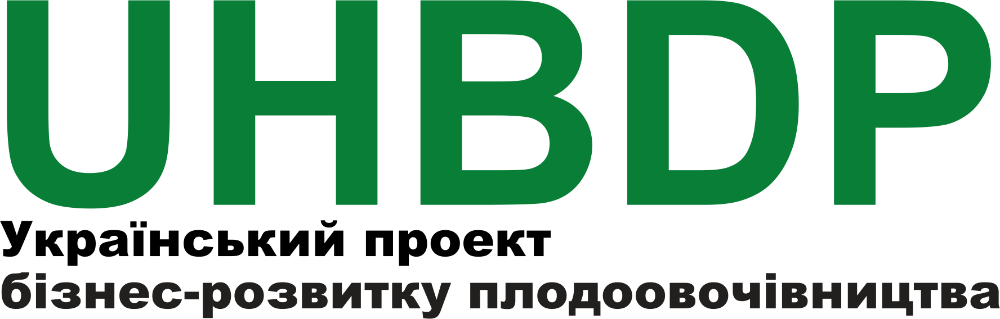 UHBDP
Український проект
бізнес-розвитку плодоовочівництва